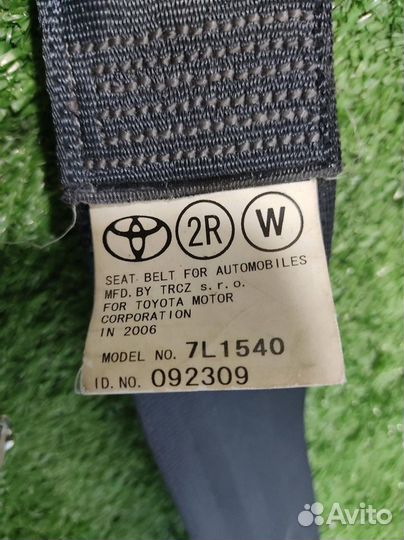 2R W
SEAT BELT FOR AUTOMOBILES
MFD. BY TRCZ s.r.o.
FOR TOYOTA MOTOR
CORPORATION
IN 2006
MODEL NO. 7L1540
ID. NO. 092309
Avito